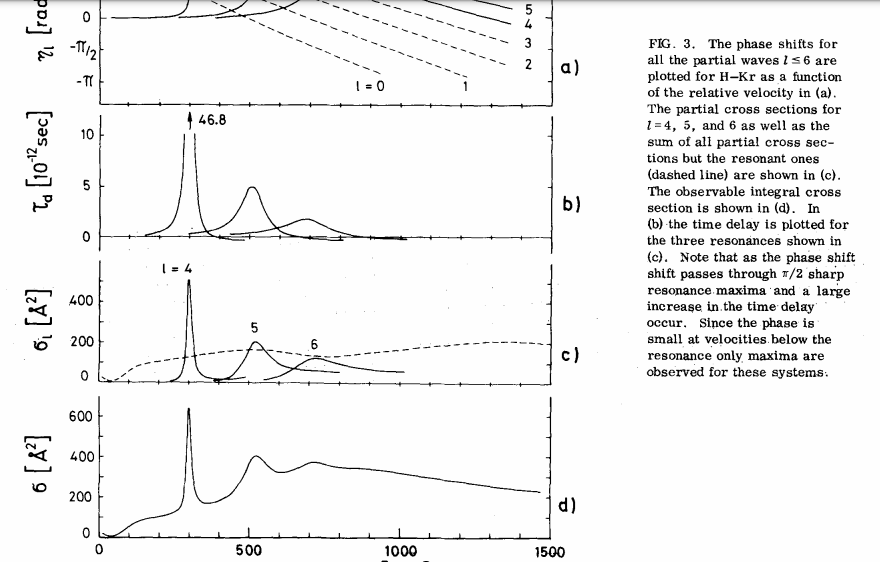 ηl [rad
0
-π/2
-π
5
4
3
2
l = 0
1
a)
τd [10-12 sec]
10
5
0
46.8
b)
l = 4
σl [Å2]
400
200
0
5
6
c)
σ [Å2]
600
400
200
0
d)
0
500
1000
1500
FIG. 3. The phase shifts for
all the partial waves l ≤ 6 are
plotted for H–Kr as a function
of the relative velocity in (a).
The partial cross sections for
l = 4, 5, and 6 as well as the
sum of all partial cross sec-
tions but the resonant ones
(dashed line) are shown in (c).
The observable integral cross
section is shown in (d). In
(b) the time delay is plotted for
the three resonances shown in
(c). Note that as the phase shift
shift passes through π/2 sharp
resonance maxima and a large
increase in the time delay
occur. Since the phase is
small at velocities below the
resonance only maxima are
observed for these systems.